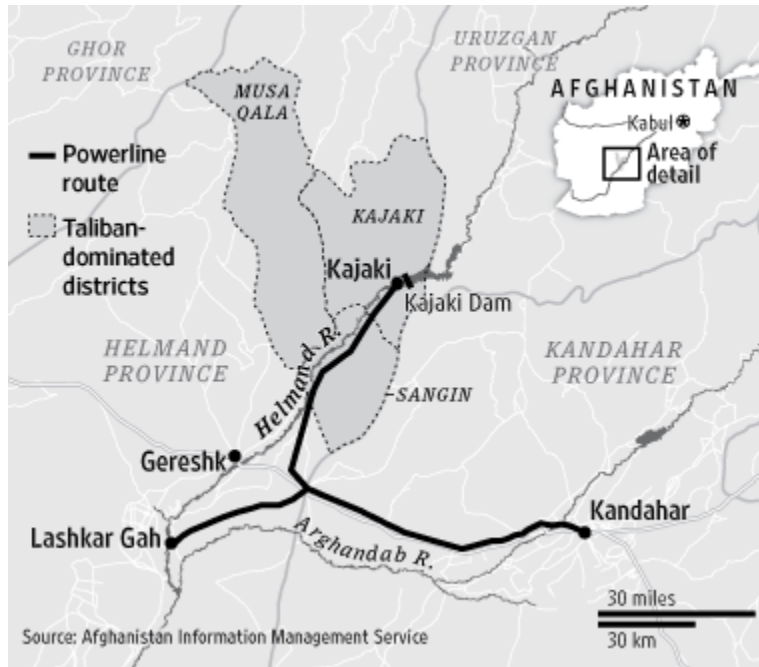 GHOR
PROVINCE
URUZGAN
PROVINCE
MUSA
QALA
AFGHANISTAN
Kabul
Area of
detail
Powerline
route
Taliban-
dominated
districts
KAJAKI
Kajaki
Kajaki Dam
HELMAND
PROVINCE
Helmand R.
KANDAHAR
PROVINCE
SANGIN
Gereshk
Kandahar
Lashkar Gah
Arghandab R.
30 miles
30 km
Source: Afghanistan Information Management Service